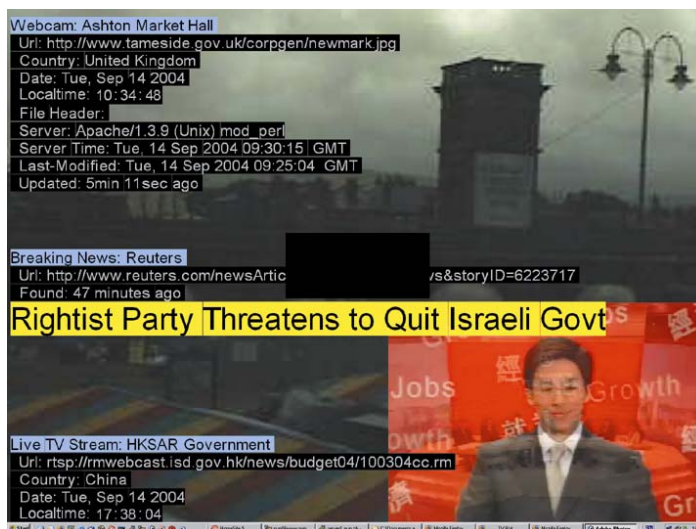 Webcam: Ashton Market Hall
Url: http://www.tameside.gov.uk/corpgen/newmark.jpg
Country: United Kingdom
Date: Tue, Sep 14 2004
Localtime: 10:34:48
File Header:
Server: Apache/1.3.9 (Unix) mod_perl
Server Time: Tue, 14 Sep 2004 09:30:15 GMT
Last-Modified: Tue, 14 Sep 2004 09:25:04 GMT
Updated: 5min 11sec ago
Breaking News: Reuters
Url: http://www.reuters.com/newsArtic vs&storyID=6223717
Found: 47 minutes ago
Rightist Party Threatens to Quit Israeli Govt
Jobs
經
Growth
就
Live TV Stream: HKSAR Government
Url: rtsp://rmwebcast.isd.gov.hk/news/budget04/100304cc.rm
Country: China
Date: Tue, Sep 14 2004
Localtime: 17:38:04
濟